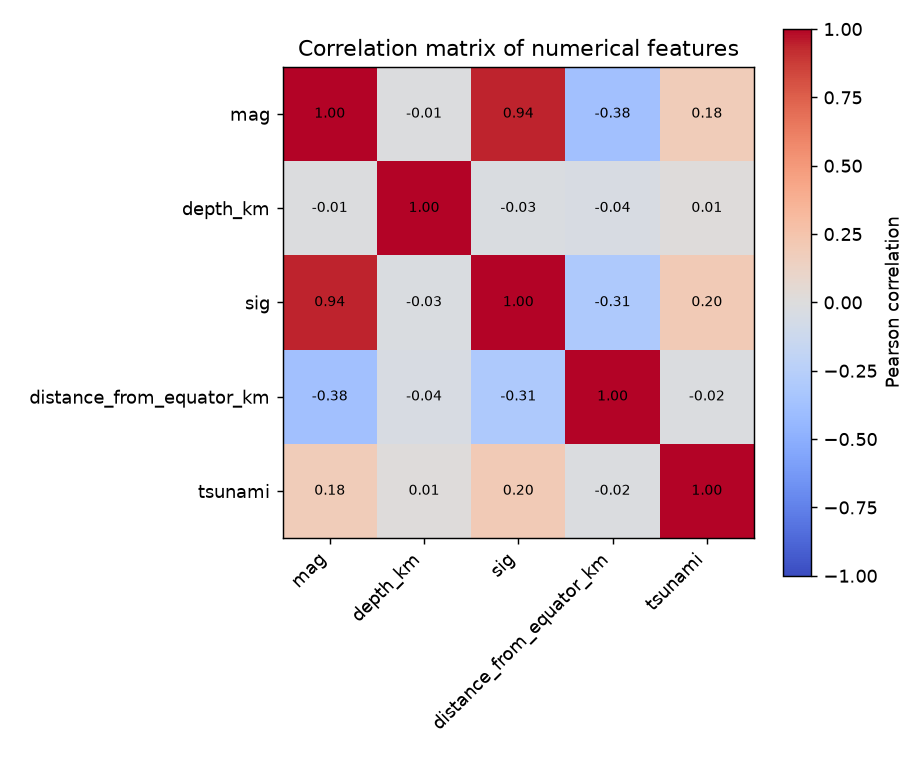 Correlation matrix of numerical features
mag 1.00 -0.01 0.94 -0.38 0.18
depth_km -0.01 1.00 -0.03 -0.04 0.01
sig 0.94 -0.03 1.00 -0.31 0.20
distance_from_equator_km -0.38 -0.04 -0.31 1.00 -0.02
tsunami 0.18 0.01 0.20 -0.02 1.00
mag depth_km sig distance_from_equator_km tsunami
1.00
0.75
0.50
0.25
0.00
−0.25
−0.50
−0.75
−1.00
Pearson correlation